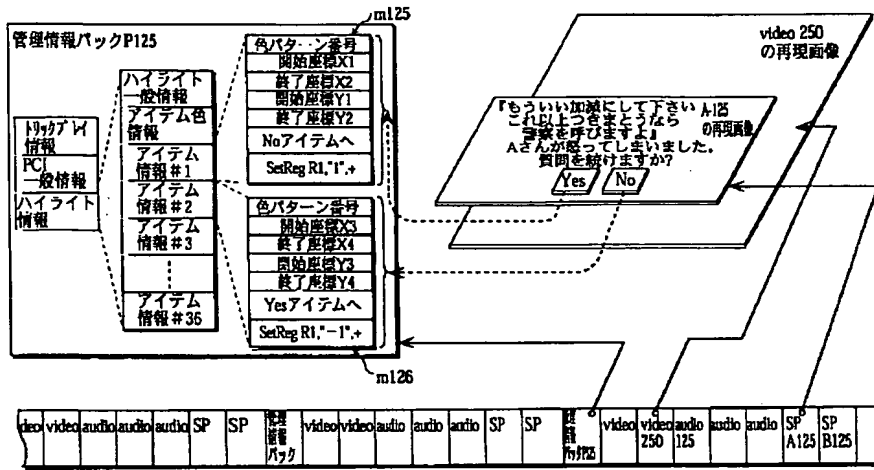 管理情報パックP125
トリックプレイ
情報
PCI
一般情報
ハイライト
情報
ハイライト
一般情報
アイテム色
情報
アイテム
情報#1
アイテム
情報#2
アイテム
情報#3
アイテム
情報#36
m125
色パターン番号
開始座標X1
終了座標X2
開始座標Y1
終了座標Y2
Noアイテムへ
SetReg R1,"1",+
色パターン番号
開始座標X3
終了座標X4
開始座標Y3
終了座標Y4
Yesアイテムへ
SetReg R1,"-1",+
m126
video 250
の再現画像
『もういい加減にして下さい
これ以上つきまとうなら
警察を呼びますよ』
Aさんが怒ってしまいました。
質問を続けますか?
Yes
No
A-125
の再現画像
deo
video
audio
audio
audio
SP
SP
パック
video
video
audio
audio
audio
SP
SP
パックP125
video
video
250
audio
125
audio
audio
SP
A125
SP
B125